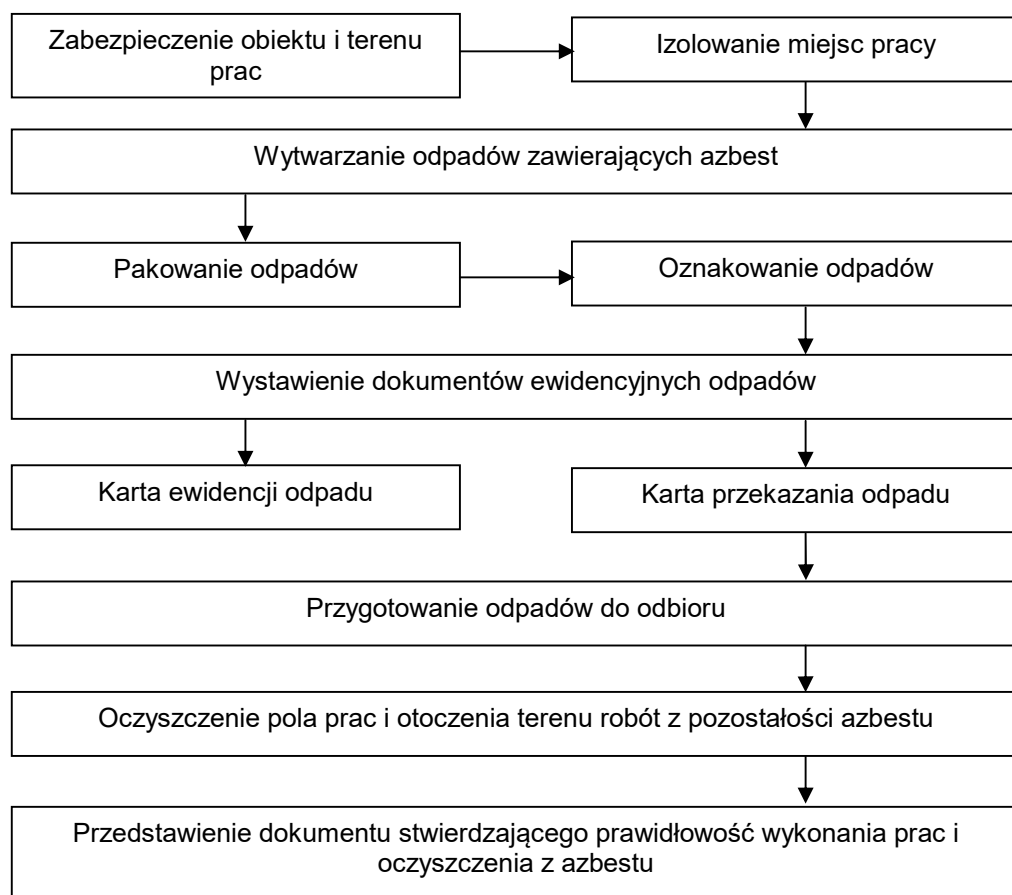 Zabezpieczenie obiektu i terenu
prac
Izolowanie miejsc pracy
Wytwarzanie odpadów zawierających azbest
Pakowanie odpadów
Oznakowanie odpadów
Wystawienie dokumentów ewidencyjnych odpadów
Karta ewidencji odpadu
Karta przekazania odpadu
Przygotowanie odpadów do odbioru
Oczyszczenie pola prac i otoczenia terenu robót z pozostałości azbestu
Przedstawienie dokumentu stwierdzającego prawidłowość wykonania prac i
oczyszczenia z azbestu